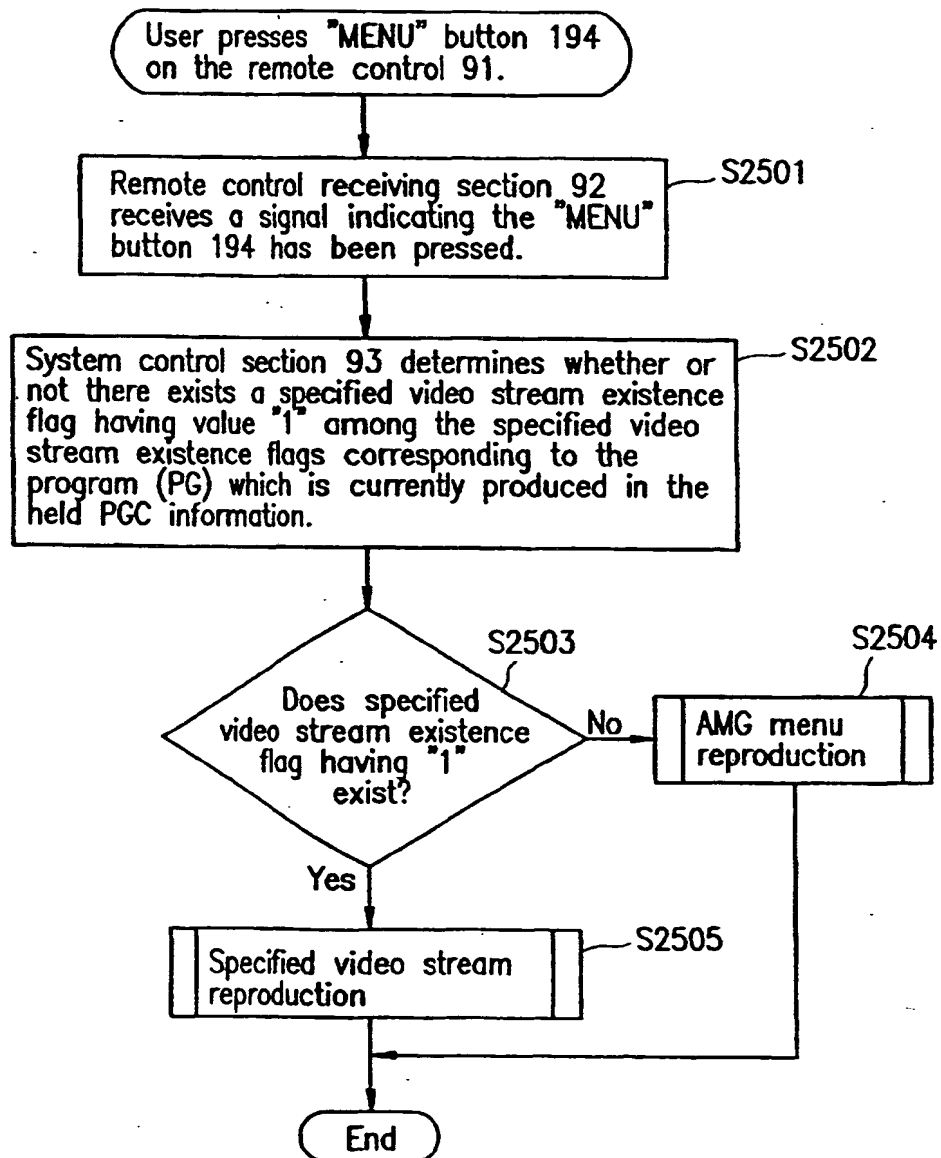 User presses "MENU" button 194
on the remote control 91.
S2501
Remote control receiving section 92
receives a signal indicating the "MENU"
button 194 has been pressed.
S2502
System control section 93 determines whether or
not there exists a specified video stream existence
flag having value "1" among the specified video
stream existence flags corresponding to the
program (PG) which is currently produced in the
held PGC information.
S2503
Does specified
video stream existence
flag having "1"
exist?
No
S2504
AMG menu
reproduction
Yes
S2505
Specified video stream
reproduction
End